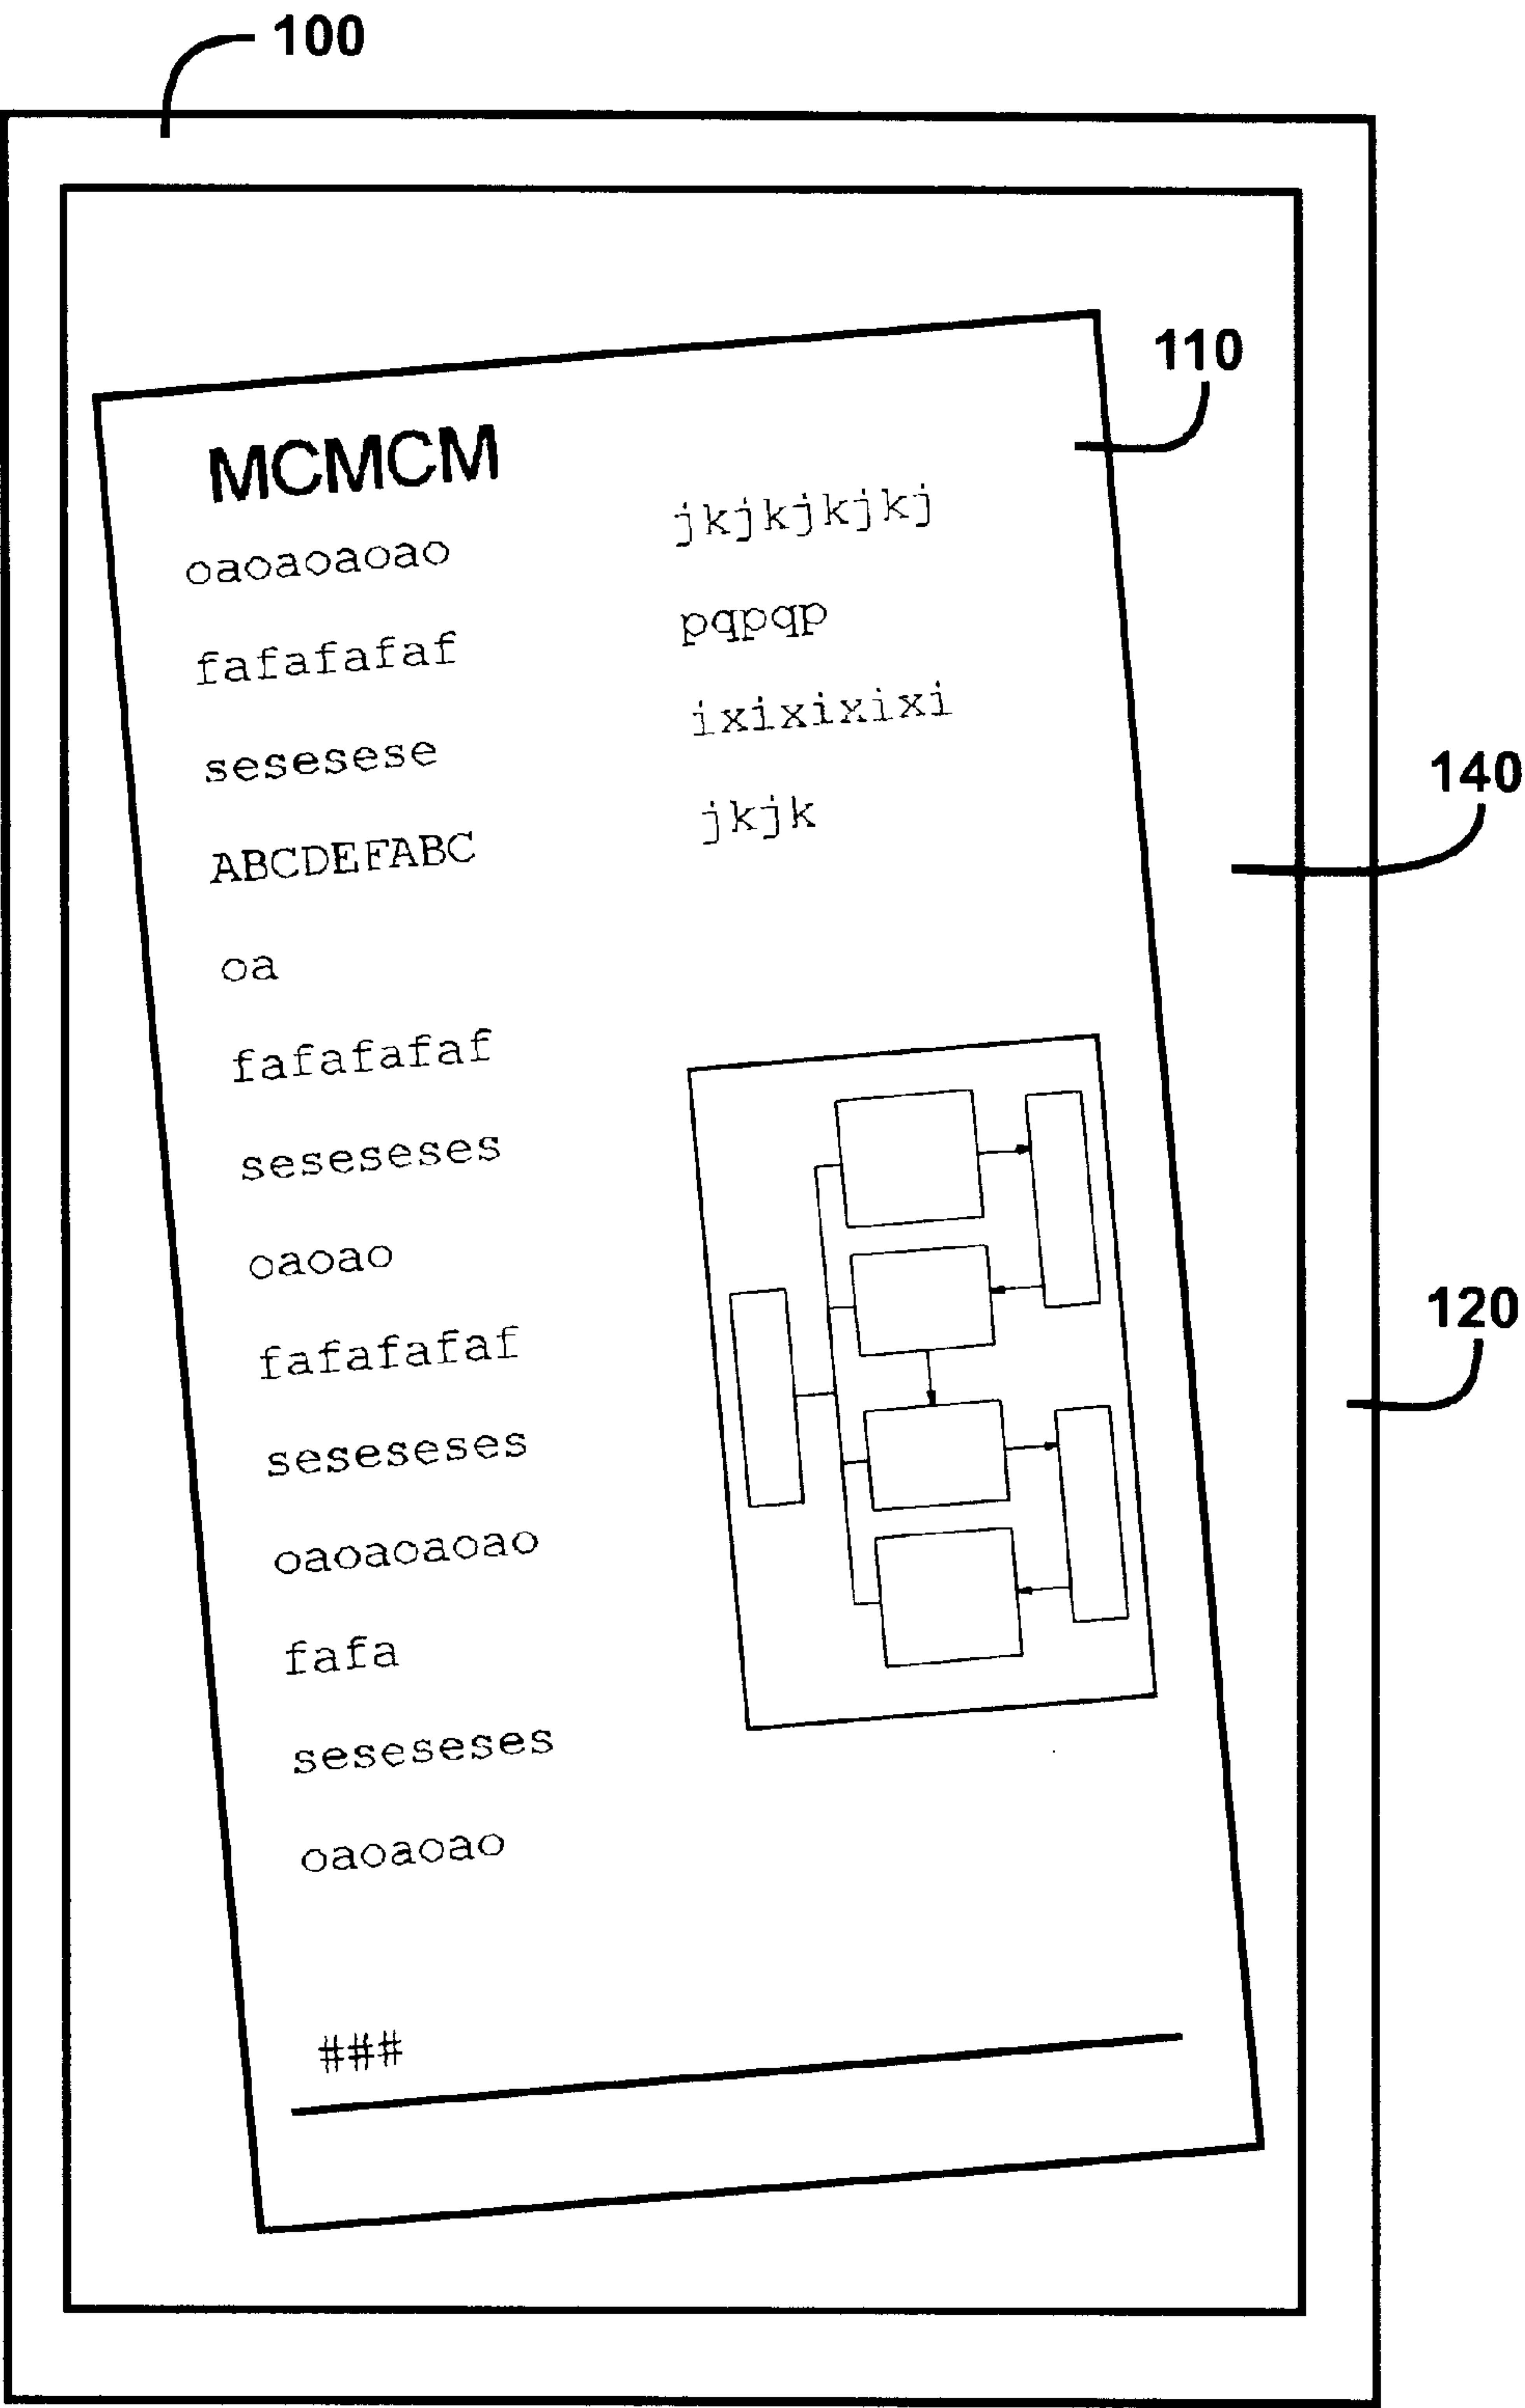 100
110
MCMCM
oaoaoaoao
fafafafaf
sesesese
ABCDEFABC
oa
fafafafaf
seseseses
oaoao
fafafafaf
seseseses
oaoaoaoao
fafa
seseseses
oaoaoao
###
jkjkjkjkj
pqpqp
ixixixixi
jkjk
140
120